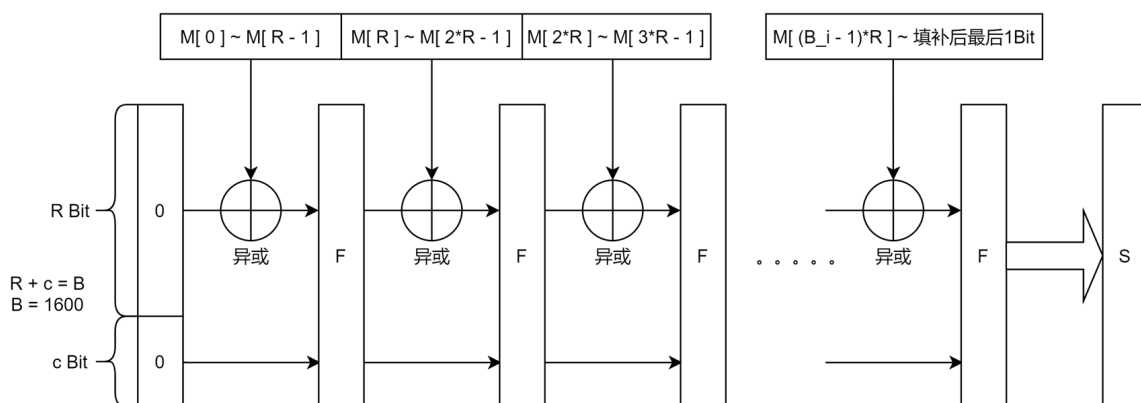 M[ 0 ] ~ M[ R - 1 ]
M[ R ] ~ M[ 2*R - 1 ]
M[ 2*R ] ~ M[ 3*R - 1 ]
M[ (B_i - 1)*R ] ~ 填补后最后1Bit
R Bit
0
异或
F
异或
F
异或
F
。。。。。
异或
F
S
R + c = B
B = 1600
c Bit
0